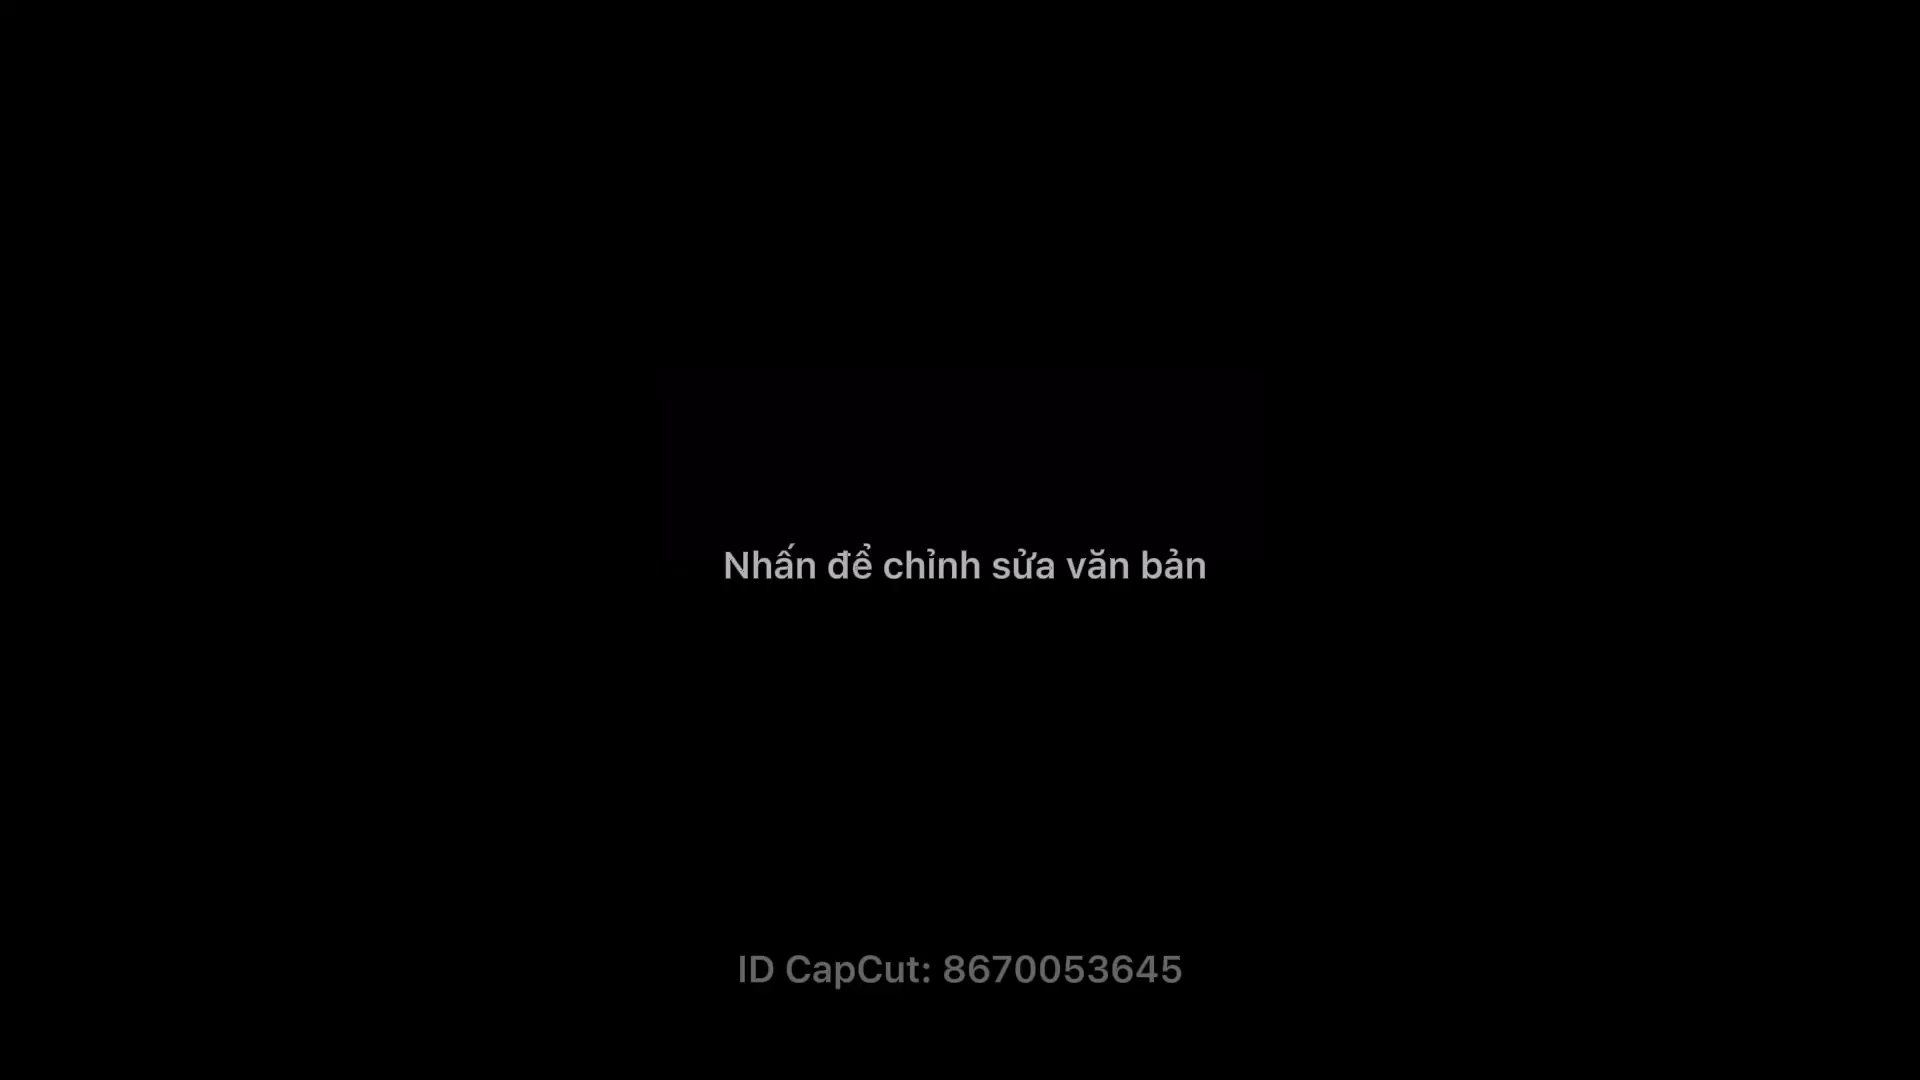 Nhấn để chỉnh sửa văn bản
ID CapCut: 8670053645